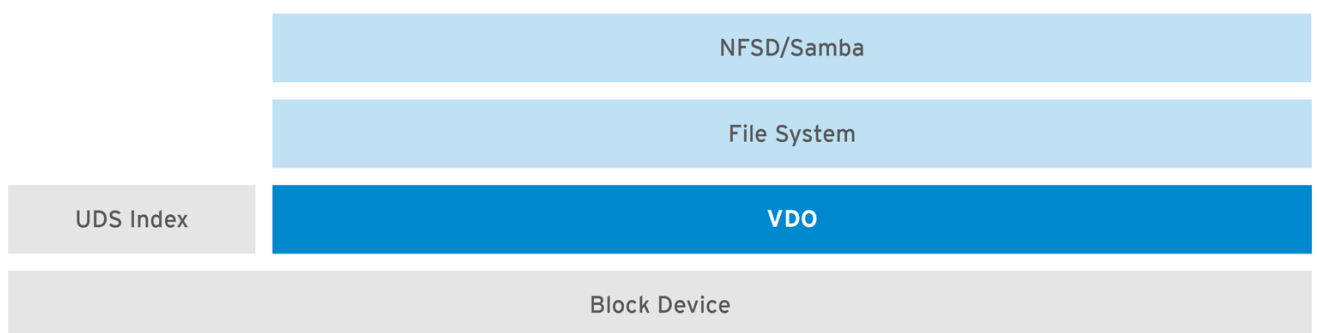 NFSD/Samba
File System
UDS Index
VDO
Block Device